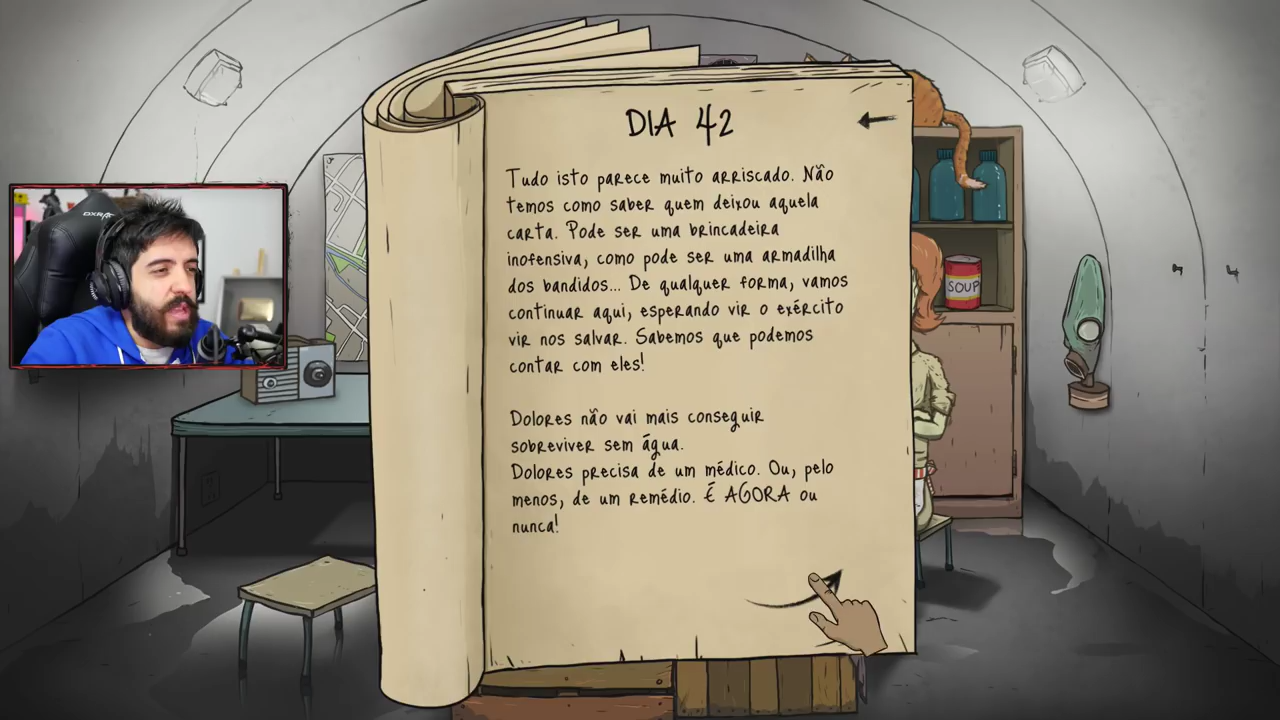 DIA 42
Tudo isto parece muito arriscado. Não
temos como saber quem deixou aquela
carta. Pode ser uma brincadeira
inofensiva, como pode ser uma armadilha
dos bandidos... De qualquer forma, vamos
continuar aqui, esperando vir o exército
vir nos salvar. Sabemos que podemos
contar com eles!
Dolores não vai mais conseguir
sobreviver sem água.
Dolores precisa de um médico. Ou, pelo
menos, de um remédio. É AGORA ou
nunca!
SOUP
DXRA